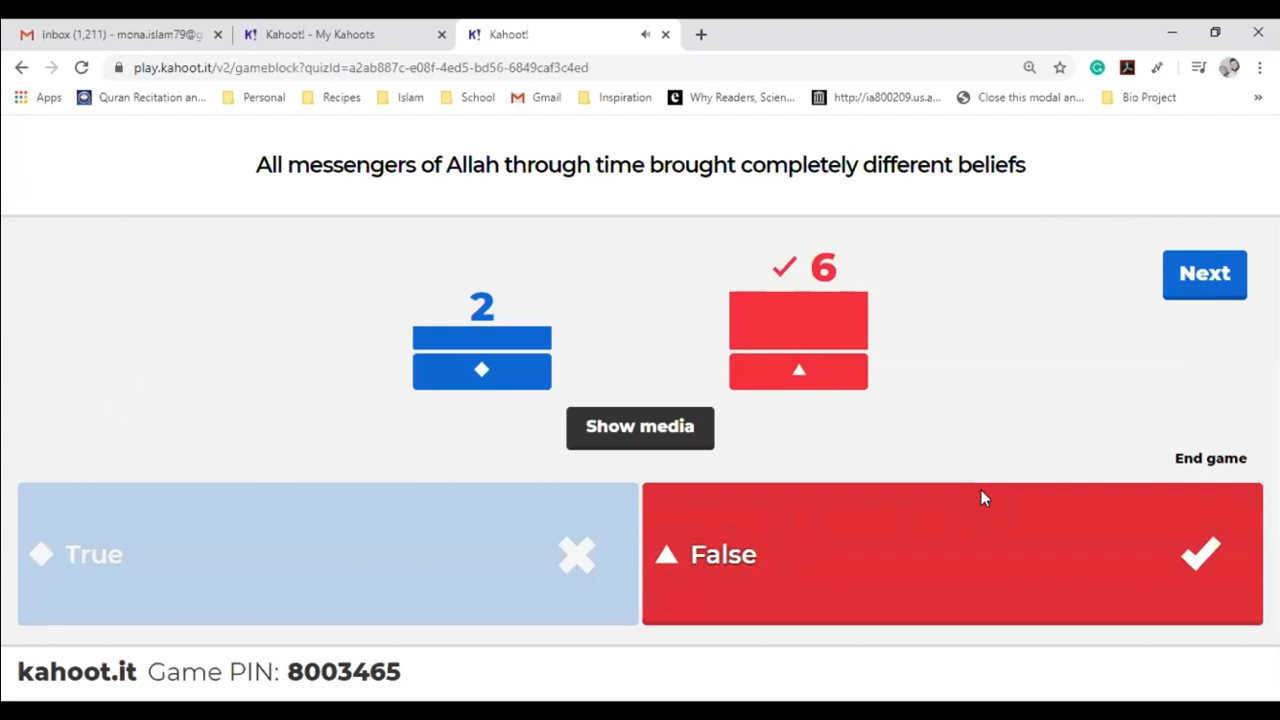 Inbox (1,211) - mona.islam79@g
Kahoot! - My Kahoots
Kahoot!
play.kahoot.it/v2/gameblock?quizId=a2ab887c-e08f-4ed5-bd56-6849caf3c4ed
Apps Quran Recitation an... Personal Recipes Islam School Gmail Inspiration Why Readers, Scien... http://ia800209.us.a... Close this modal an... Bio Project »
All messengers of Allah through time brought completely different beliefs
Next
2
6
Show media
End game
True
False
kahoot.it Game PIN: 8003465